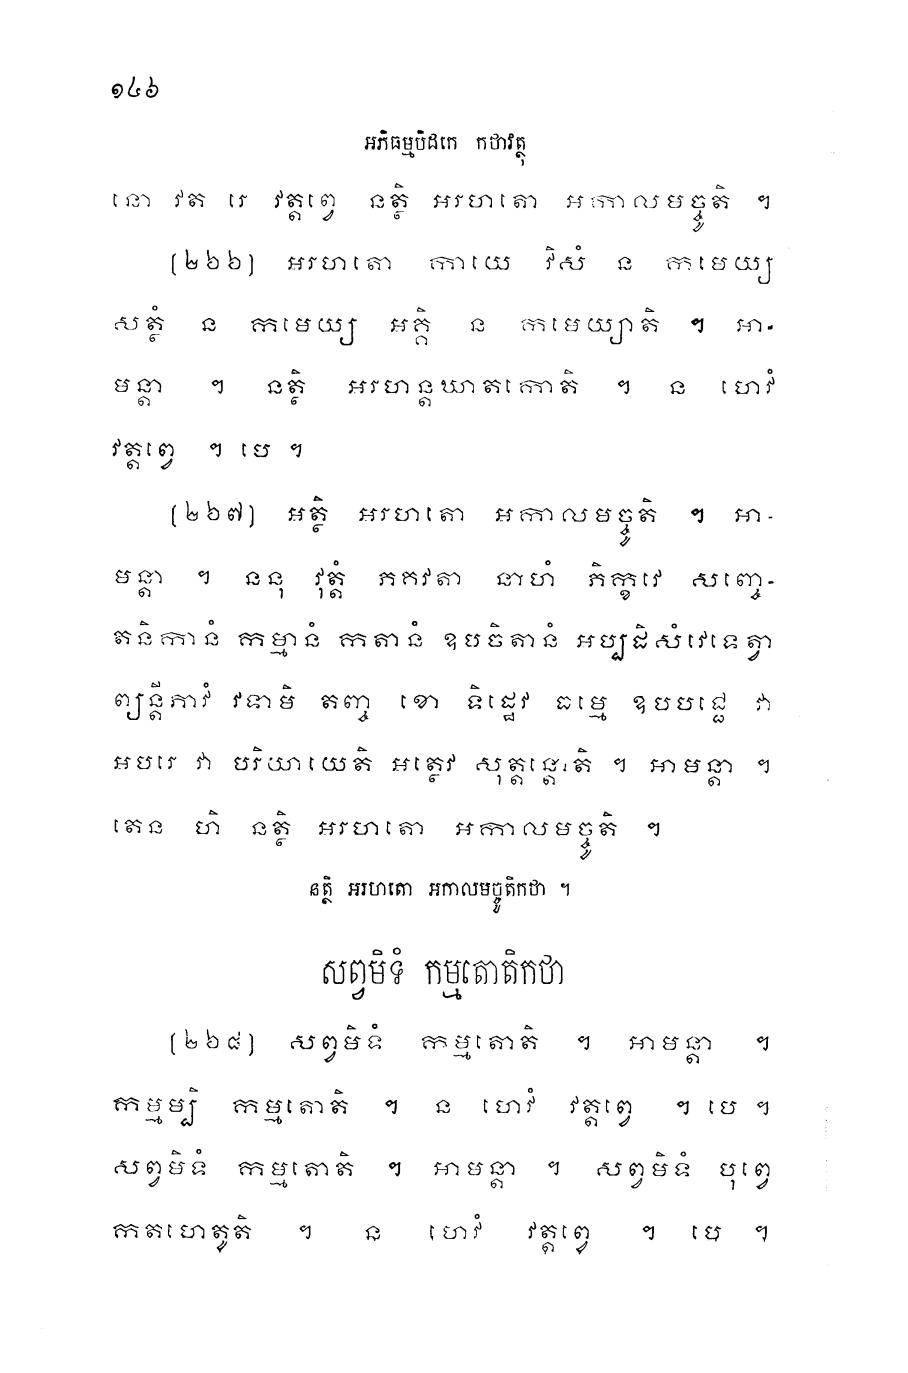 ១៤៦
អភិធម្មបិដកេ កថាវត្ថុ
នោ វត រេ វត្តព្វេ នត្ថិ អរហតោ អកាលមច្ចូតិ ។
(២៦៦) អរហតោ កាយេ វិសំ ន កមេយ្យ
សត្ថំ ន កមេយ្យ អគ្គិ ន កមេយ្យាតិ ។ អា-
មន្តា ។ នត្ថិ អរហន្តឃាតកោតិ ។ ន ហេវំ
វត្តព្វេ ។ បេ ។
(២៦៧) អត្ថិ អរហតោ អកាលមច្ចូតិ ។ អា-
មន្តា ។ ននុ វុត្តំ ភគវតា នាហំ ភិក្ខវេ សញ្ចេ-
តនិកានំ កម្មានំ កតានំ ឧបចិតានំ អប្បដិសំវេទេត្វា
ព្យន្តីភាវំ វទាមិ តញ្ច ខោ ទិដ្ឋេវ ធម្មេ ឧបបជ្ជេ វា
អបរេ វា បរិយាយេតិ អត្ថេវ សុត្តន្តោតិ ។ អាមន្តា ។
តេន ហិ នត្ថិ អរហតោ អកាលមច្ចូតិ ។
នត្ថិ អរហតោ អកាលមច្ចូតិកថា ។
សព្វមិទំ កម្មតោតិកថា
(២៦៨) សព្វមិទំ កម្មតោតិ ។ អាមន្តា ។
កម្មម្បិ កម្មតោតិ ។ ន ហេវំ វត្តព្វេ ។ បេ ។
សព្វមិទំ កម្មតោតិ ។ អាមន្តា ។ សព្វមិទំ បុព្វេ
កតហេតូតិ ។ ន ហេវំ វត្តព្វេ ។ បេ ។